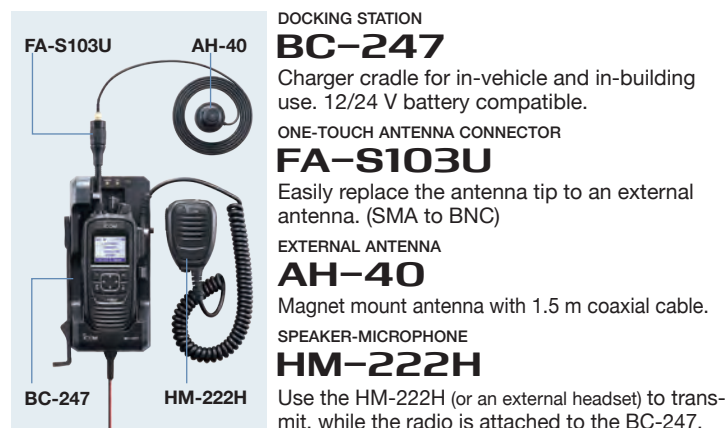 FA-S103U
AH-40
BC-247
HM-222H
DOCKING STATION
BC-247
Charger cradle for in-vehicle and in-building
use. 12/24 V battery compatible.
ONE-TOUCH ANTENNA CONNECTOR
FA-S103U
Easily replace the antenna tip to an external
antenna. (SMA to BNC)
EXTERNAL ANTENNA
AH-40
Magnet mount antenna with 1.5 m coaxial cable.
SPEAKER-MICROPHONE
HM-222H
Use the HM-222H (or an external headset) to trans-
mit, while the radio is attached to the BC-247.